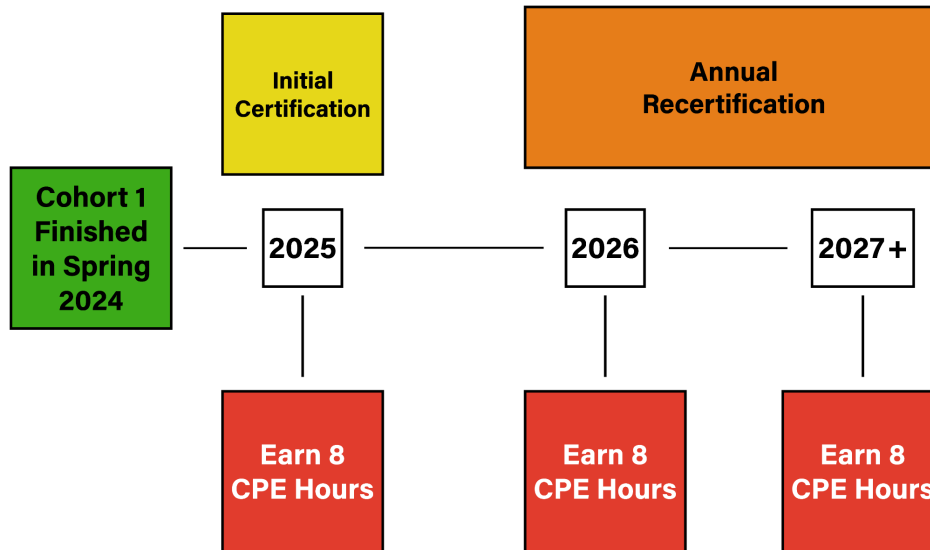 Initial
Certification
Annual
Recertification
Cohort 1
Finished
in Spring
2024
2025
2026
2027+
Earn 8
CPE Hours
Earn 8
CPE Hours
Earn 8
CPE Hours